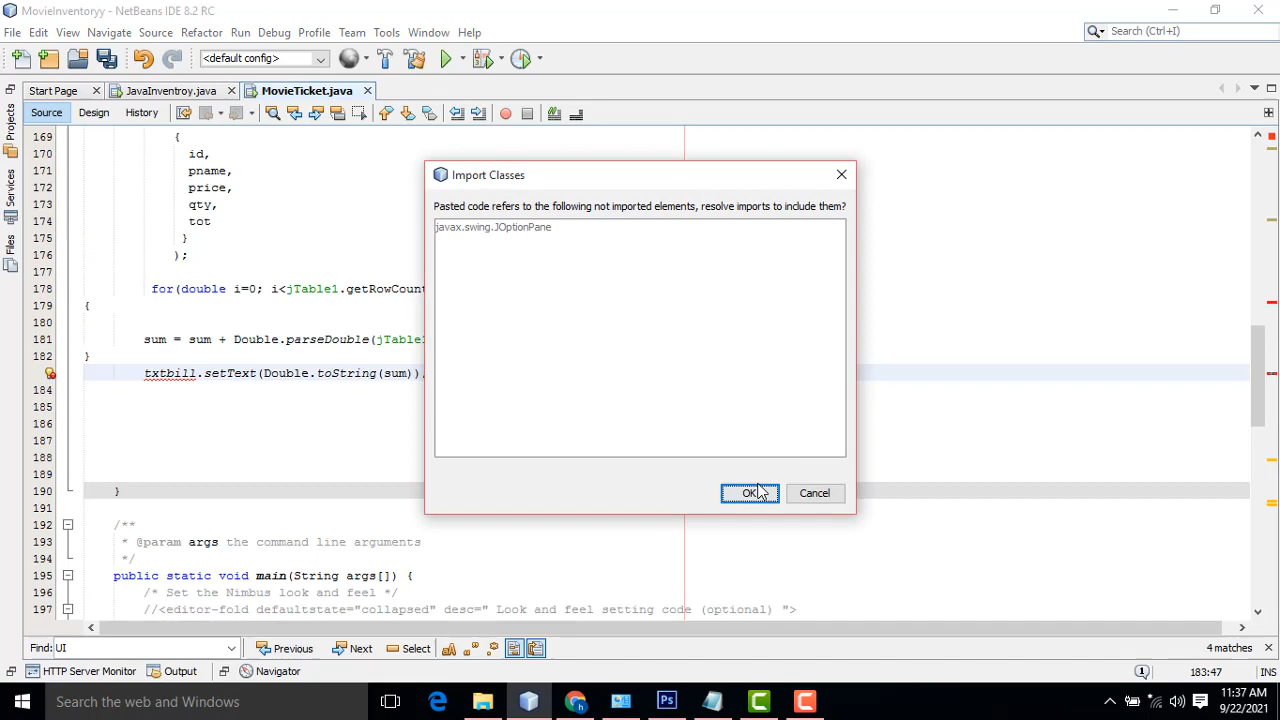 MovieInventoryy - NetBeans IDE 8.2 RC
File Edit View Navigate Source Refactor Run Debug Profile Team Tools Window Help
Search (Ctrl+I)
<default config>
Start Page JavaInventroy.java MovieTicket.java
Source Design History
Projects
Services
Files
169 {
170 id,
171 pname,
172 price,
173 qty,
174 tot
175 }
176 );
177
178 for(double i=0; i<jTable1.getRowCount
179 {
180
181 sum = sum + Double.parseDouble(jTable1
182 }
txtbill.setText(Double.toString(sum));
184
185
186
187
188
189
190 }
191
192 /**
193 * @param args the command line arguments
194 */
195 public static void main(String args[]) {
196 /* Set the Nimbus look and feel */
197 //<editor-fold defaultstate="collapsed" desc=" Look and feel setting code (optional) ">
Import Classes
Pasted code refers to the following not imported elements, resolve imports to include them?
javax.swing.JOptionPane
OK Cancel
Find: UI Previous Next Select 4 matches
HTTP Server Monitor Output Navigator 183:47 INS
Search the web and Windows
11:37 AM
9/22/2021